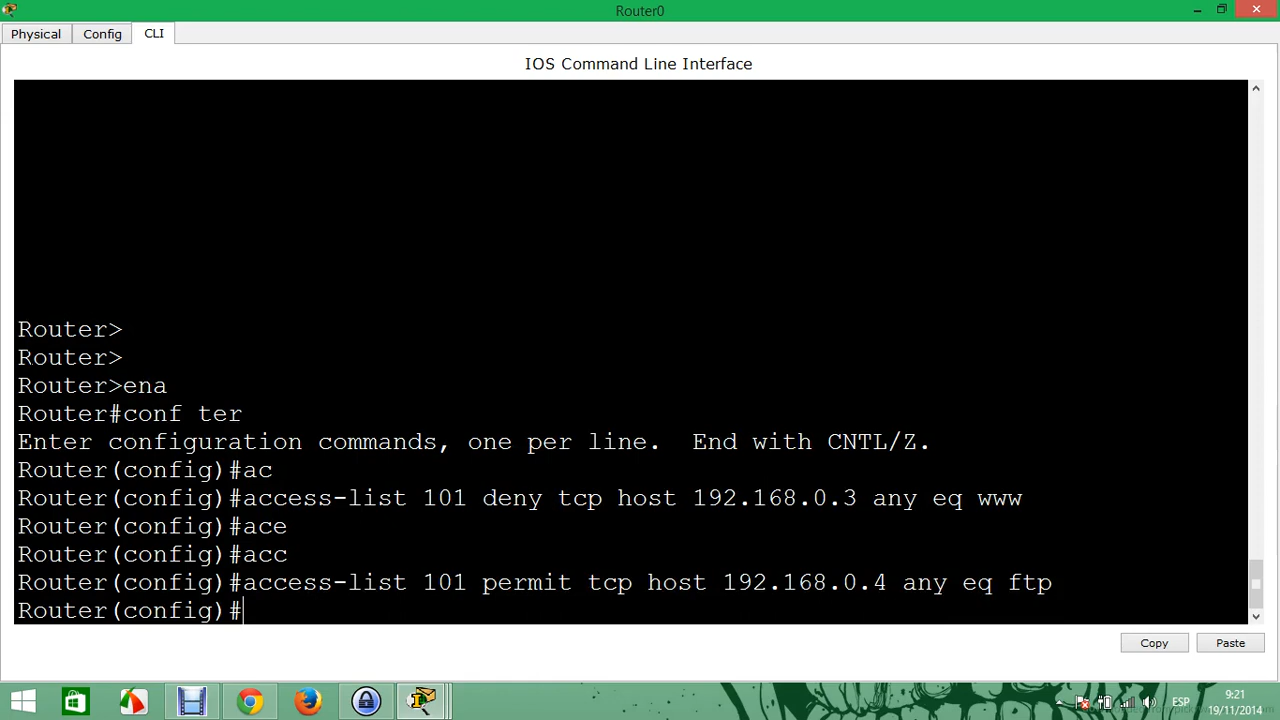 Router0
Physical Config CLI
IOS Command Line Interface
Router>
Router>
Router>ena
Router#conf ter
Enter configuration commands, one per line.  End with CNTL/Z.
Router(config)#ac
Router(config)#access-list 101 deny tcp host 192.168.0.3 any eq www
Router(config)#ace
Router(config)#acc
Router(config)#access-list 101 permit tcp host 192.168.0.4 any eq ftp
Router(config)#
Copy Paste
ESP
9:21
19/11/2014